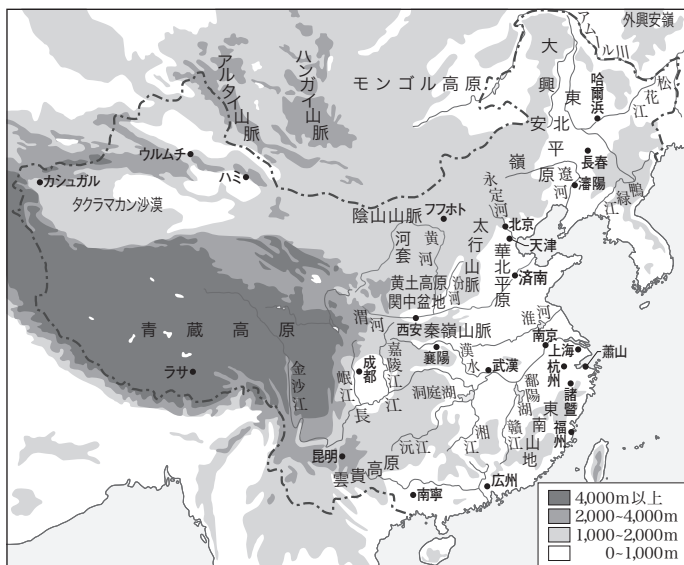 外興安嶺
アムール川
大興安嶺
モンゴル高原
ハンガイ山脈
アルタイ山脈
哈爾浜
松花江
東北平原
長春
瀋陽
遼河
鴨緑江
ウルムチ
ハミ
カシュガル
タクラマカン沙漠
陰山山脈
フフホト
永定河
北京
天津
太行山脈
華北平原
河套
黄河
汾河
済南
黄土高原
関中盆地
渭河
西安
秦嶺山脈
淮河
青蔵高原
ラサ
金沙江
岷江
成都
嘉陵江
襄陽
漢水
武漢
南京
上海
蕭山
杭州
諸暨
長江
洞庭湖
鄱陽湖
贛江
東南山地
福州
沅江
湘江
昆明
雲貴高原
南寧
広州
4,000m以上
2,000~4,000m
1,000~2,000m
0~1,000m